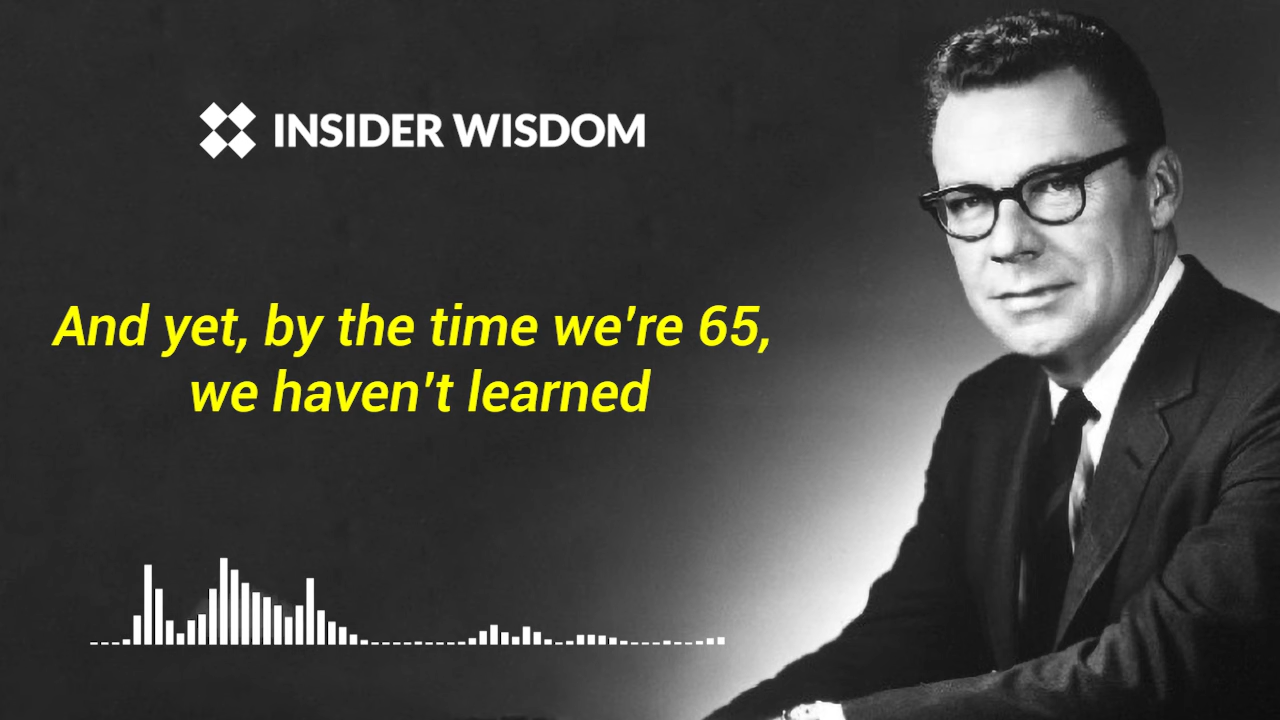 INSIDER WISDOM
And yet, by the time we're 65,
we haven't learned